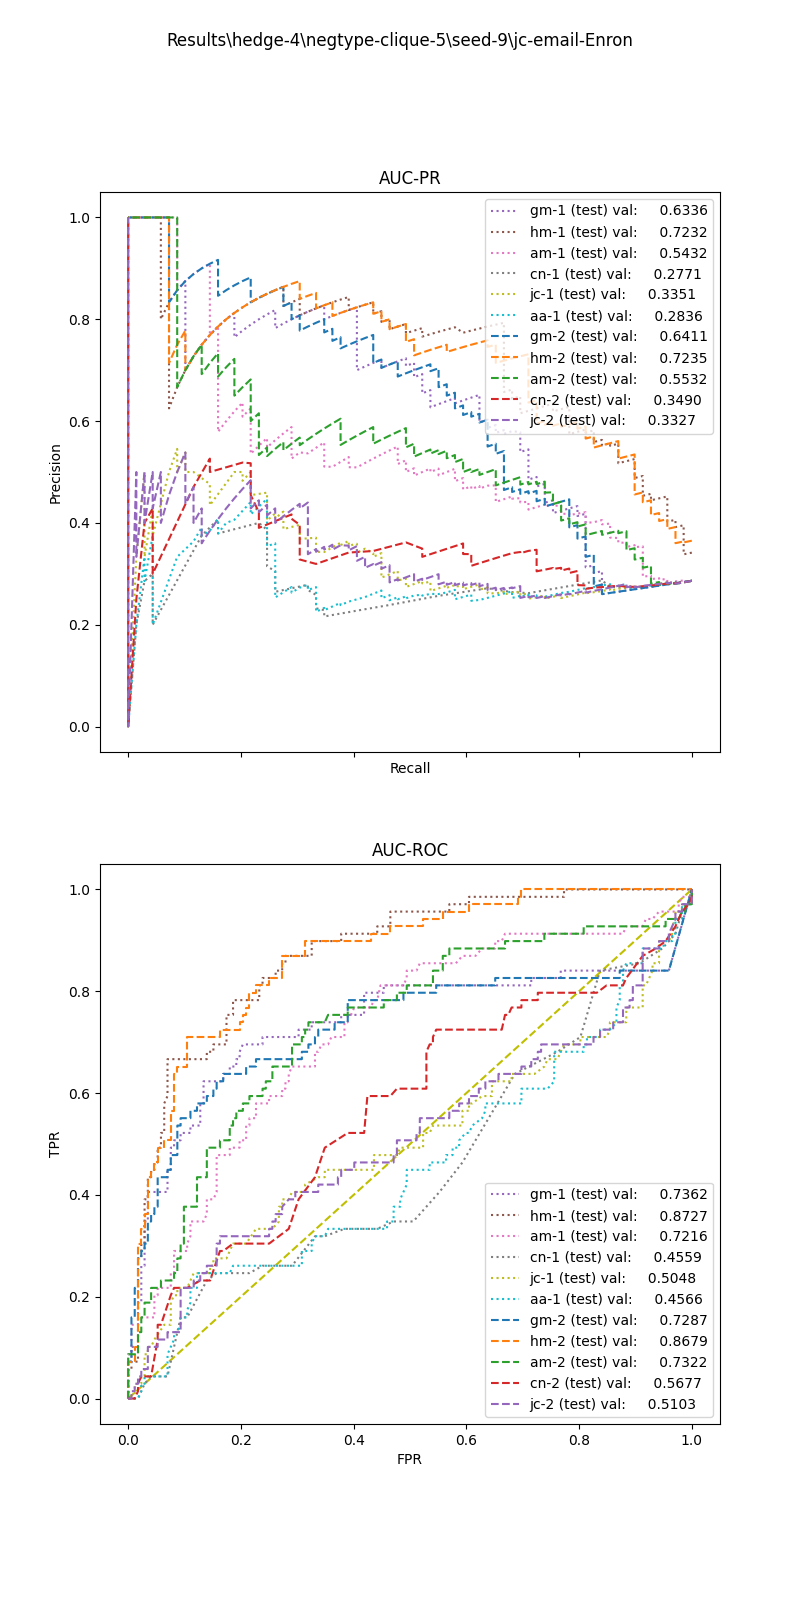 Results\hedge-4\negtype-clique-5\seed-9\jc-email-Enron
AUC-PR
1.0
0.8
0.6
0.4
0.2
0.0
Precision
Recall
gm-1 (test) val: 0.6336
hm-1 (test) val: 0.7232
am-1 (test) val: 0.5432
cn-1 (test) val: 0.2771
jc-1 (test) val: 0.3351
aa-1 (test) val: 0.2836
gm-2 (test) val: 0.6411
hm-2 (test) val: 0.7235
am-2 (test) val: 0.5532
cn-2 (test) val: 0.3490
jc-2 (test) val: 0.3327
AUC-ROC
1.0
0.8
0.6
0.4
0.2
0.0
TPR
0.0 0.2 0.4 0.6 0.8 1.0
FPR
gm-1 (test) val: 0.7362
hm-1 (test) val: 0.8727
am-1 (test) val: 0.7216
cn-1 (test) val: 0.4559
jc-1 (test) val: 0.5048
aa-1 (test) val: 0.4566
gm-2 (test) val: 0.7287
hm-2 (test) val: 0.8679
am-2 (test) val: 0.7322
cn-2 (test) val: 0.5677
jc-2 (test) val: 0.5103